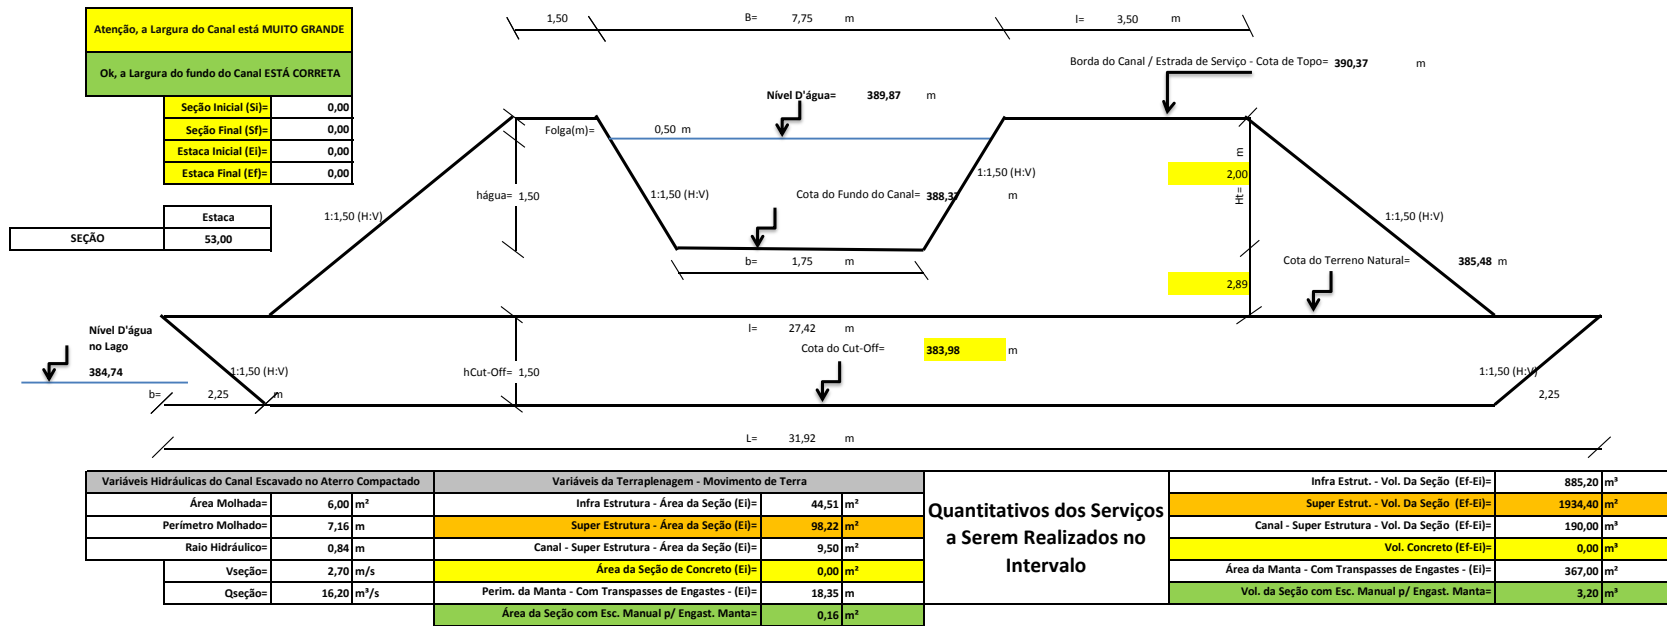 1,50
B= 7,75 m
l= 3,50 m
Atenção, a Largura do Canal está MUITO GRANDE
Ok, a Largura do fundo do Canal ESTÁ CORRETA
Borda do Canal / Estrada de Serviço - Cota de Topo= 390,37 m
Nível D'água= 389,87 m
Seção Inicial (Si)= 0,00
Seção Final (Sf)= 0,00
Estaca Inicial (Ei)= 0,00
Estaca Final (Ef)= 0,00
Folga(m)= 0,50 m
m
2,00
Ht=
1:1,50 (H:V)
1:1,50 (H:V)
hágua= 1,50
Cota do Fundo do Canal= 388,37 m
1:1,50 (H:V)
1:1,50 (H:V)
Estaca
SEÇÃO 53,00
b= 1,75 m
Cota do Terreno Natural= 385,48 m
2,89
Nível D'água
no Lago
384,74
l= 27,42 m
Cota do Cut-Off= 383,98 m
1:1,50 (H:V)
hCut-Off= 1,50
1:1,50 (H:V)
b= 2,25 m
2,25
L= 31,92 m
Variáveis Hidráulicas do Canal Escavado no Aterro Compactado
Área Molhada= 6,00 m²
Perímetro Molhado= 7,16 m
Raio Hidráulico= 0,84 m
Vseção= 2,70 m/s
Qseção= 16,20 m³/s
Variáveis da Terraplenagem - Movimento de Terra
Infra Estrutura - Área da Seção (Ei)= 44,51 m²
Super Estrutura - Área da Seção (Ei)= 98,22 m²
Canal - Super Estrutura - Área da Seção (Ei)= 9,50 m²
Área da Seção de Concreto (Ei)= 0,00 m²
Perim. da Manta - Com Transpasses de Engastes - (Ei)= 18,35 m
Área da Seção com Esc. Manual p/ Engast. Manta= 0,16 m²
Quantitativos dos Serviços
a Serem Realizados no
Intervalo
Infra Estrut. - Vol. Da Seção (Ef-Ei)= 885,20 m³
Super Estrut. - Vol. Da Seção (Ef-Ei)= 1934,40 m²
Canal - Super Estrutura - Vol. Da Seção (Ef-Ei)= 190,00 m³
Vol. Concreto (Ef-Ei)= 0,00 m³
Área da Manta - Com Transpasses de Engastes - (Ei)= 367,00 m²
Vol. da Seção com Esc. Manual p/ Engast. Manta= 3,20 m³